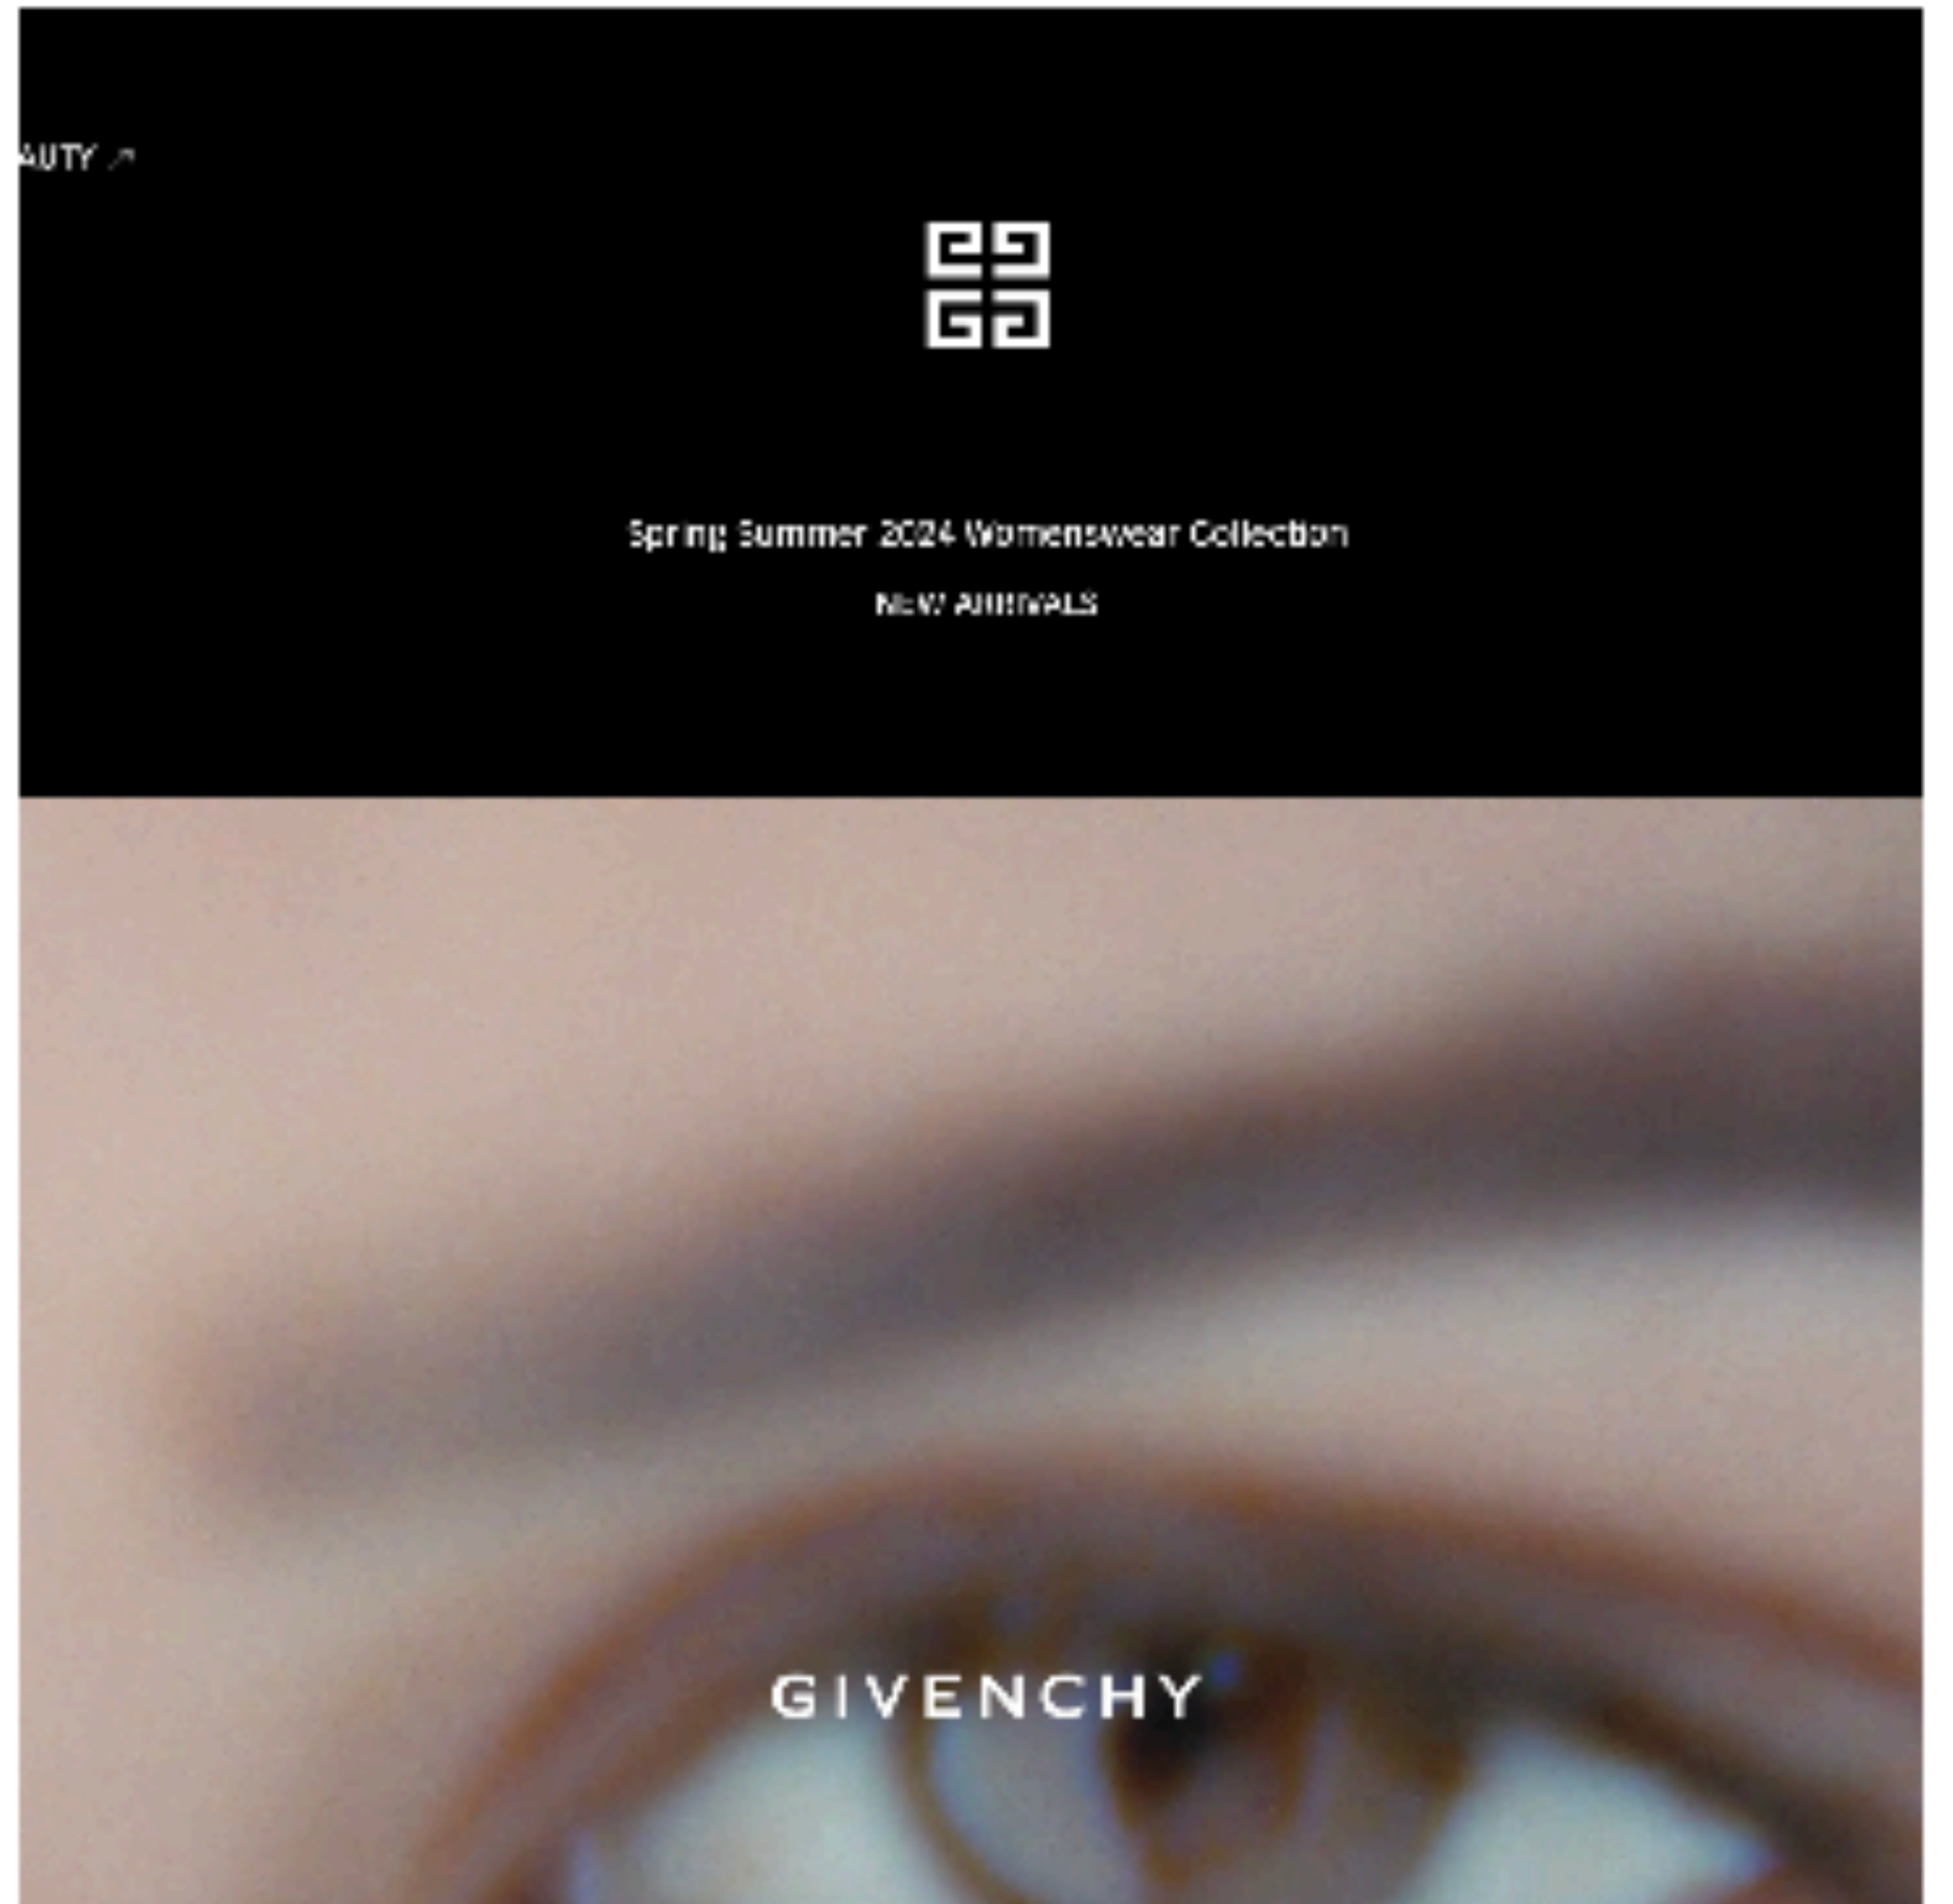 AUTY ↗
Spring Summer 2024 Womenswear Collection
NEW ARRIVALS
GIVENCHY